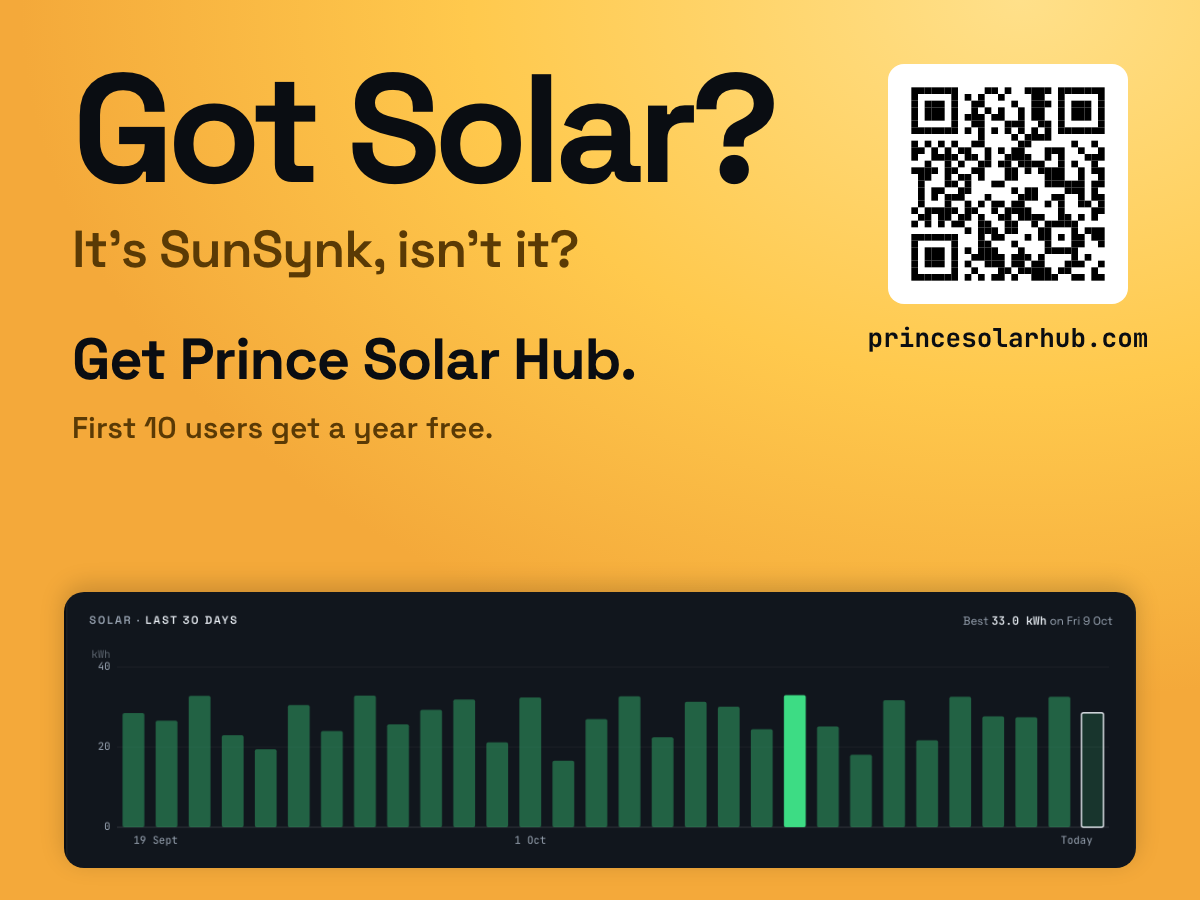 Got Solar?
It’s SunSynk, isn’t it?
Get Prince Solar Hub.
First 10 users get a year free.
princesolarhub.com
SOLAR · LAST 30 DAYS
Best 33.0 kWh on Fri 9 Oct
kWh
40
20
0
19 Sept 1 Oct Today